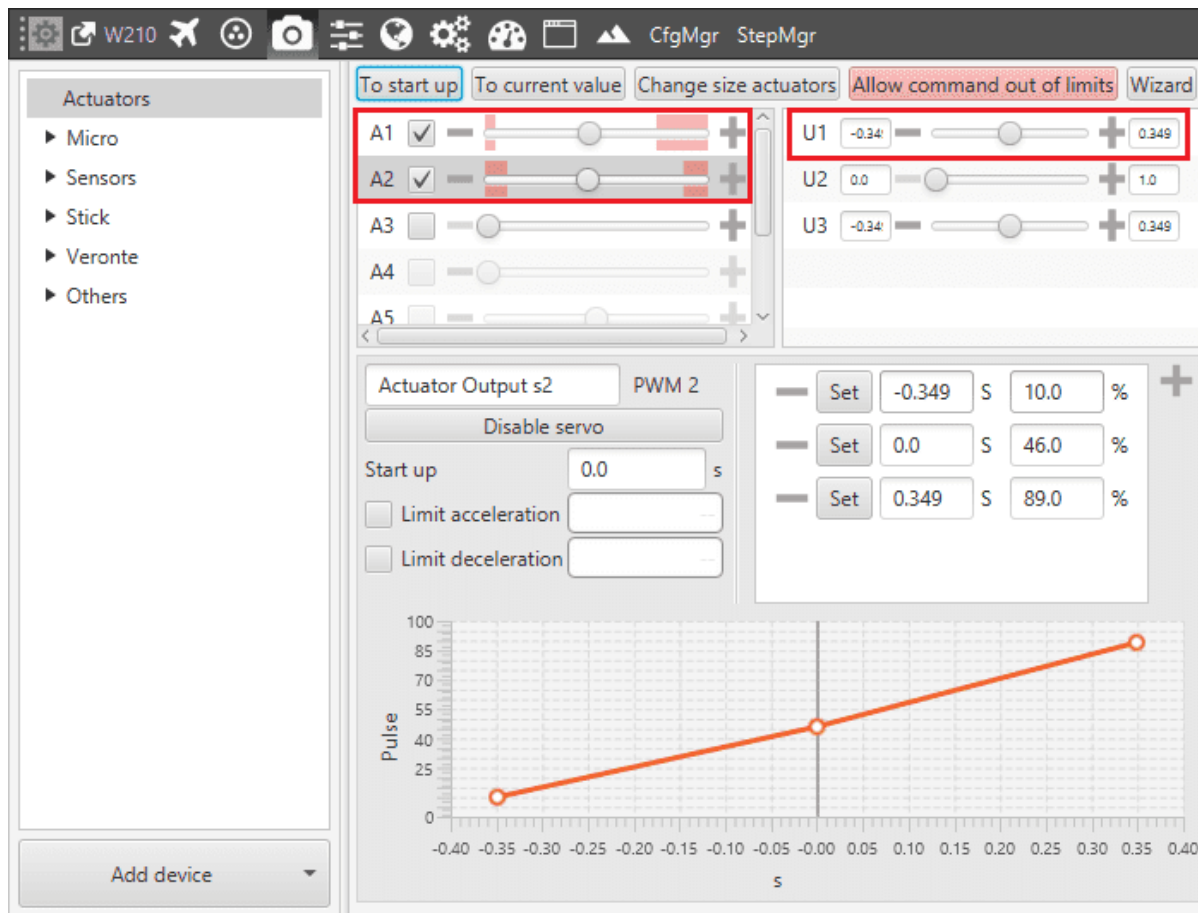 W210 CfgMgr StepMgr
Actuators
Micro
Sensors
Stick
Veronte
Others
Add device
To start up To current value Change size actuators Allow command out of limits Wizard
A1
A2
A3
A4
A5
U1 -0.34 0.349
U2 0.0 1.0
U3 -0.34 0.349
Actuator Output s2 PWM 2
Disable servo
Start up 0.0 s
Limit acceleration --
Limit deceleration --
Set -0.349 S 10.0 %
Set 0.0 S 46.0 %
Set 0.349 S 89.0 %
100
85
70
55
40
25
0
Pulse
-0.40 -0.35 -0.30 -0.25 -0.20 -0.15 -0.10 -0.05 -0.00 0.05 0.10 0.15 0.20 0.25 0.30 0.35 0.40
s